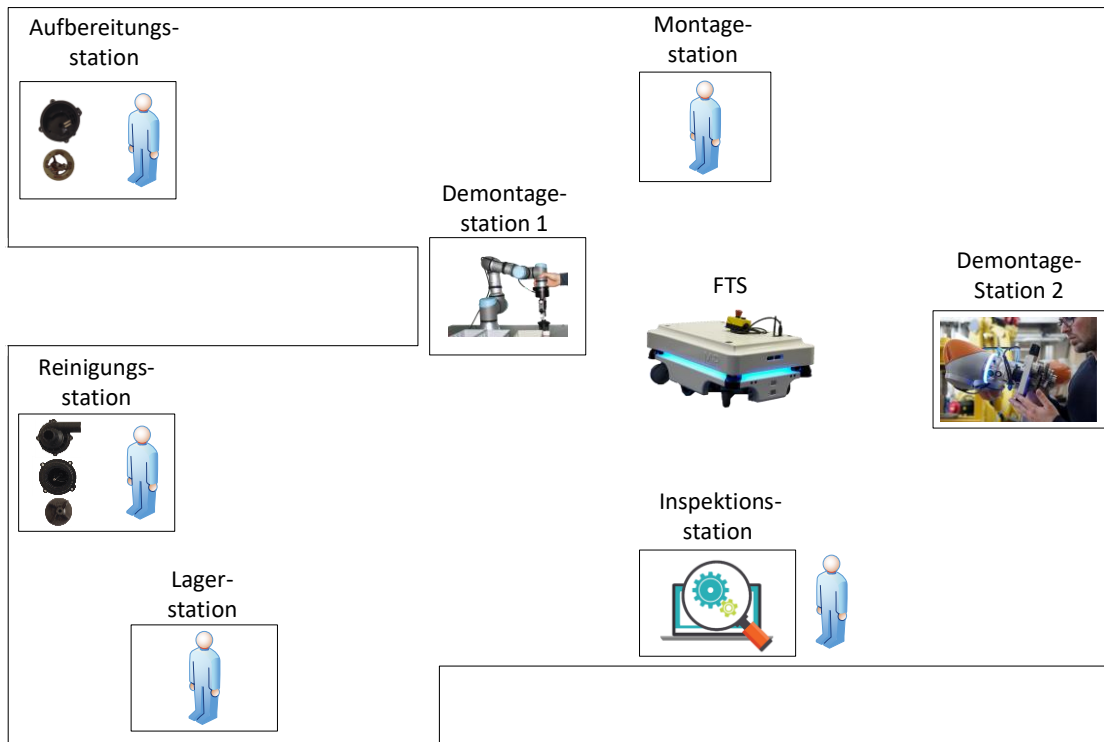 Aufbereitungs-
station
Montage-
station
Demontage-
station 1
FTS
Demontage-
Station 2
Reinigungs-
station
Inspektions-
station
Lager-
station